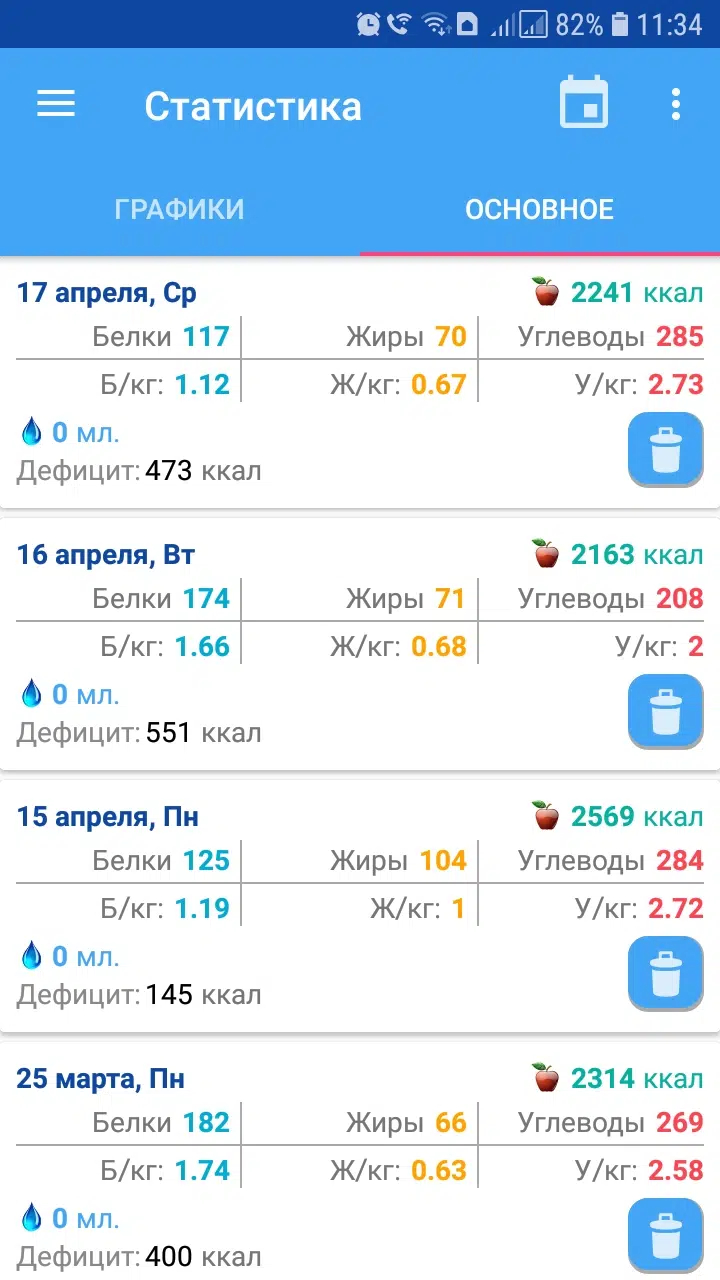 82% 11:34
Статистика
ГРАФИКИ ОСНОВНОЕ
17 апреля, Ср 2241 ккал
Белки 117 Жиры 70 Углеводы 285
Б/кг: 1.12 Ж/кг: 0.67 У/кг: 2.73
0 мл.
Дефицит: 473 ккал
16 апреля, Вт 2163 ккал
Белки 174 Жиры 71 Углеводы 208
Б/кг: 1.66 Ж/кг: 0.68 У/кг: 2
0 мл.
Дефицит: 551 ккал
15 апреля, Пн 2569 ккал
Белки 125 Жиры 104 Углеводы 284
Б/кг: 1.19 Ж/кг: 1 У/кг: 2.72
0 мл.
Дефицит: 145 ккал
25 марта, Пн 2314 ккал
Белки 182 Жиры 66 Углеводы 269
Б/кг: 1.74 Ж/кг: 0.63 У/кг: 2.58
0 мл.
Дефицит: 400 ккал